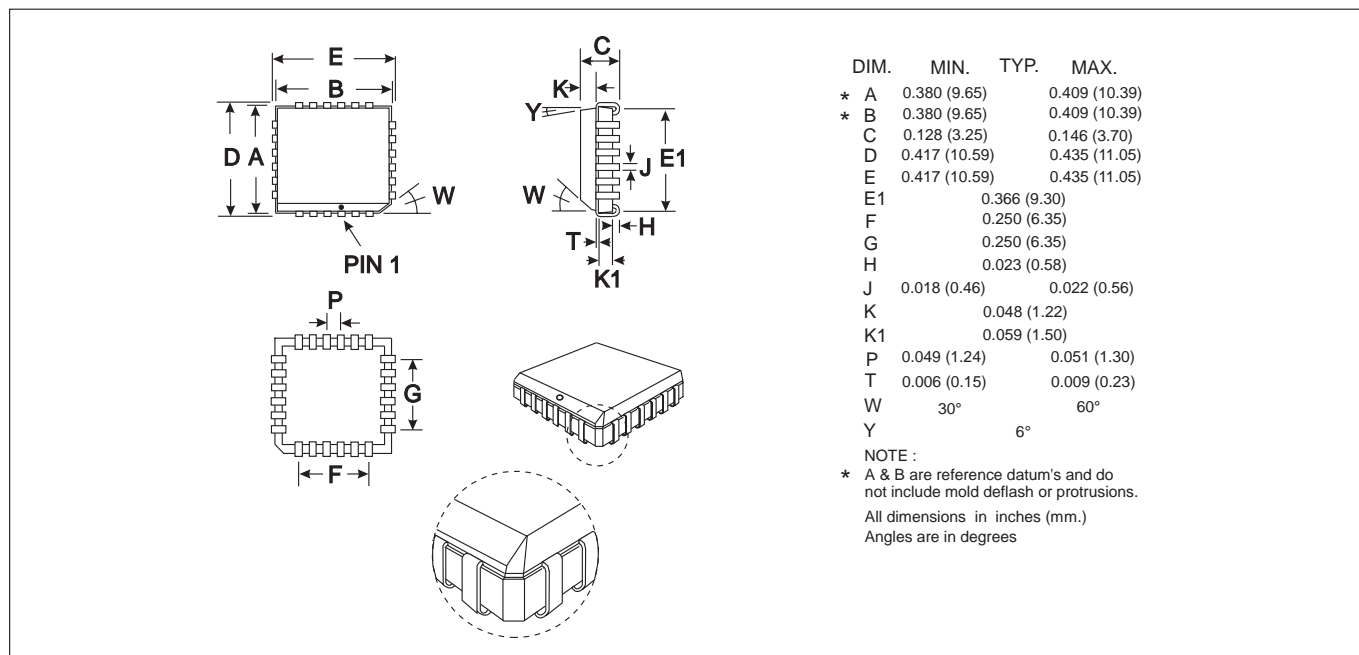 E
B
D A
W
PIN 1
C
K
Y
J
E1
W
H
T
K1
P
G
F
DIM. MIN. TYP. MAX.
* A 0.380 (9.65) 0.409 (10.39)
* B 0.380 (9.65) 0.409 (10.39)
C 0.128 (3.25) 0.146 (3.70)
D 0.417 (10.59) 0.435 (11.05)
E 0.417 (10.59) 0.435 (11.05)
E1 0.366 (9.30)
F 0.250 (6.35)
G 0.250 (6.35)
H 0.023 (0.58)
J 0.018 (0.46) 0.022 (0.56)
K 0.048 (1.22)
K1 0.059 (1.50)
P 0.049 (1.24) 0.051 (1.30)
T 0.006 (0.15) 0.009 (0.23)
W 30° 60°
Y 6°
NOTE :
* A & B are reference datum's and do
not include mold deflash or protrusions.
All dimensions in inches (mm.)
Angles are in degrees